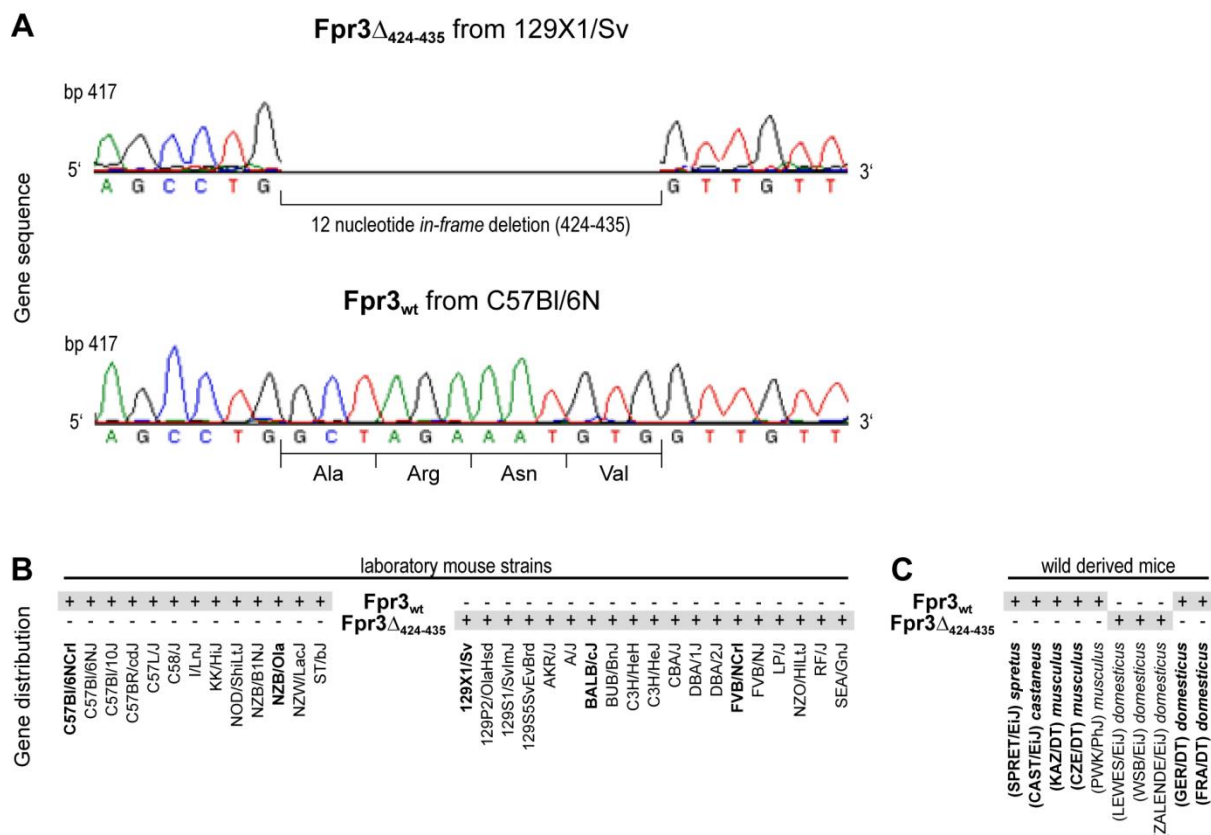 A
Fpr3Δ424-435 from 129X1/Sv
bp 417
5‘ A G C C T G G T T G T T 3‘
12 nucleotide in-frame deletion (424-435)
Gene sequence
Fpr3wt from C57Bl/6N
bp 417
5‘ A G C C T G G C T A G A A A T G T G G T T G T T 3‘
Ala Arg Asn Val
B
laboratory mouse strains
+ + + + + + + + + + + + + Fpr3wt - - - - - - - - - - - - - - - - - - -
- - - - - - - - - - - - - Fpr3Δ424-435 + + + + + + + + + + + + + + + + + + +
Gene distribution
C57Bl/6NCrl
C57Bl/6NJ
C57Bl/10J
C57BR/cdJ
C57L/J
C58/J
I/LnJ
KK/HiJ
NOD/ShiLtJ
NZB/B1NJ
NZB/Ola
NZW/LacJ
ST/bJ
129X1/Sv
129P2/OlaHsd
129S1/SvImJ
129S5SvEvBrd
AKR/J
A/J
BALB/cJ
BUB/BnJ
C3H/HeH
C3H/HeJ
CBA/J
DBA/1J
DBA/2J
FVB/NCrl
FVB/NJ
LP/J
NZO/HILtJ
RF/J
SEA/GnJ
C
wild derived mice
Fpr3wt + + + + + - - - + +
Fpr3Δ424-435 - - - - - + + + - -
(SPRET/EiJ) spretus
(CAST/EiJ) castaneus
(KAZ/DT) musculus
(CZE/DT) musculus
(PWK/PhJ) musculus
(LEWES/EiJ) domesticus
(WSB/EiJ) domesticus
ZALENDE/EiJ) domesticus
(GER/DT) domesticus
(FRA/DT) domesticus